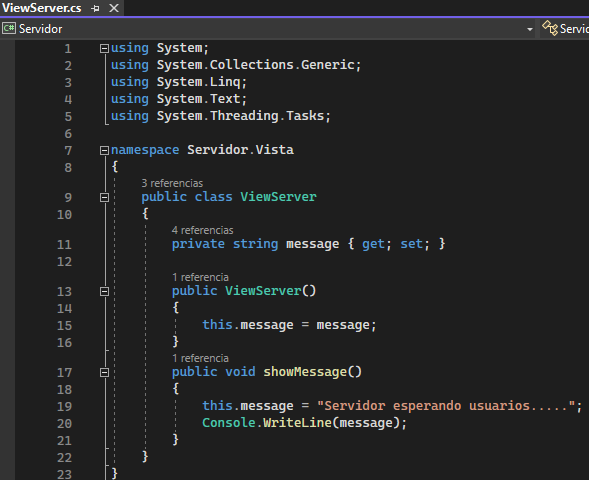 ViewServer.cs
Servidor
Servic
1 using System;
2 using System.Collections.Generic;
3 using System.Linq;
4 using System.Text;
5 using System.Threading.Tasks;
6
7 namespace Servidor.Vista
8 {
3 referencias
9 public class ViewServer
10 {
4 referencias
11 private string message { get; set; }
12
1 referencia
13 public ViewServer()
14 {
15 this.message = message;
16 }
1 referencia
17 public void showMessage()
18 {
19 this.message = "Servidor esperando usuarios.....";
20 Console.WriteLine(message);
21 }
22 }
23 }